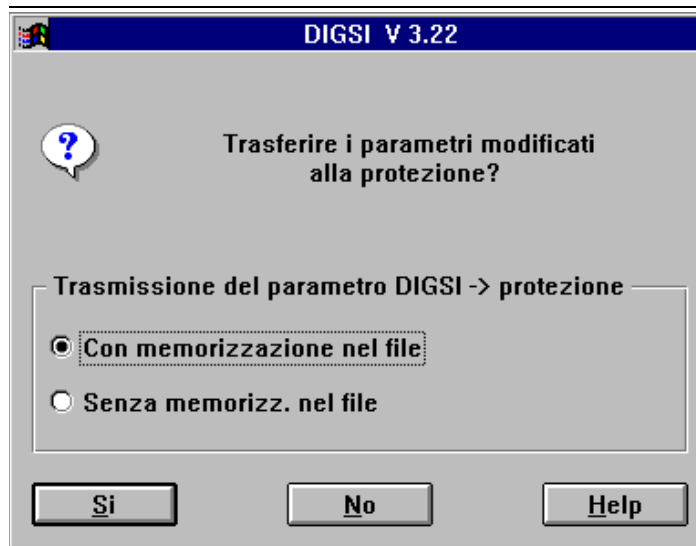 DIGSI V 3.22
Trasferire i parametri modificati
alla protezione?
Trasmissione del parametro DIGSI -> protezione
Con memorizzazione nel file
Senza memorizz. nel file
Si
No
Help